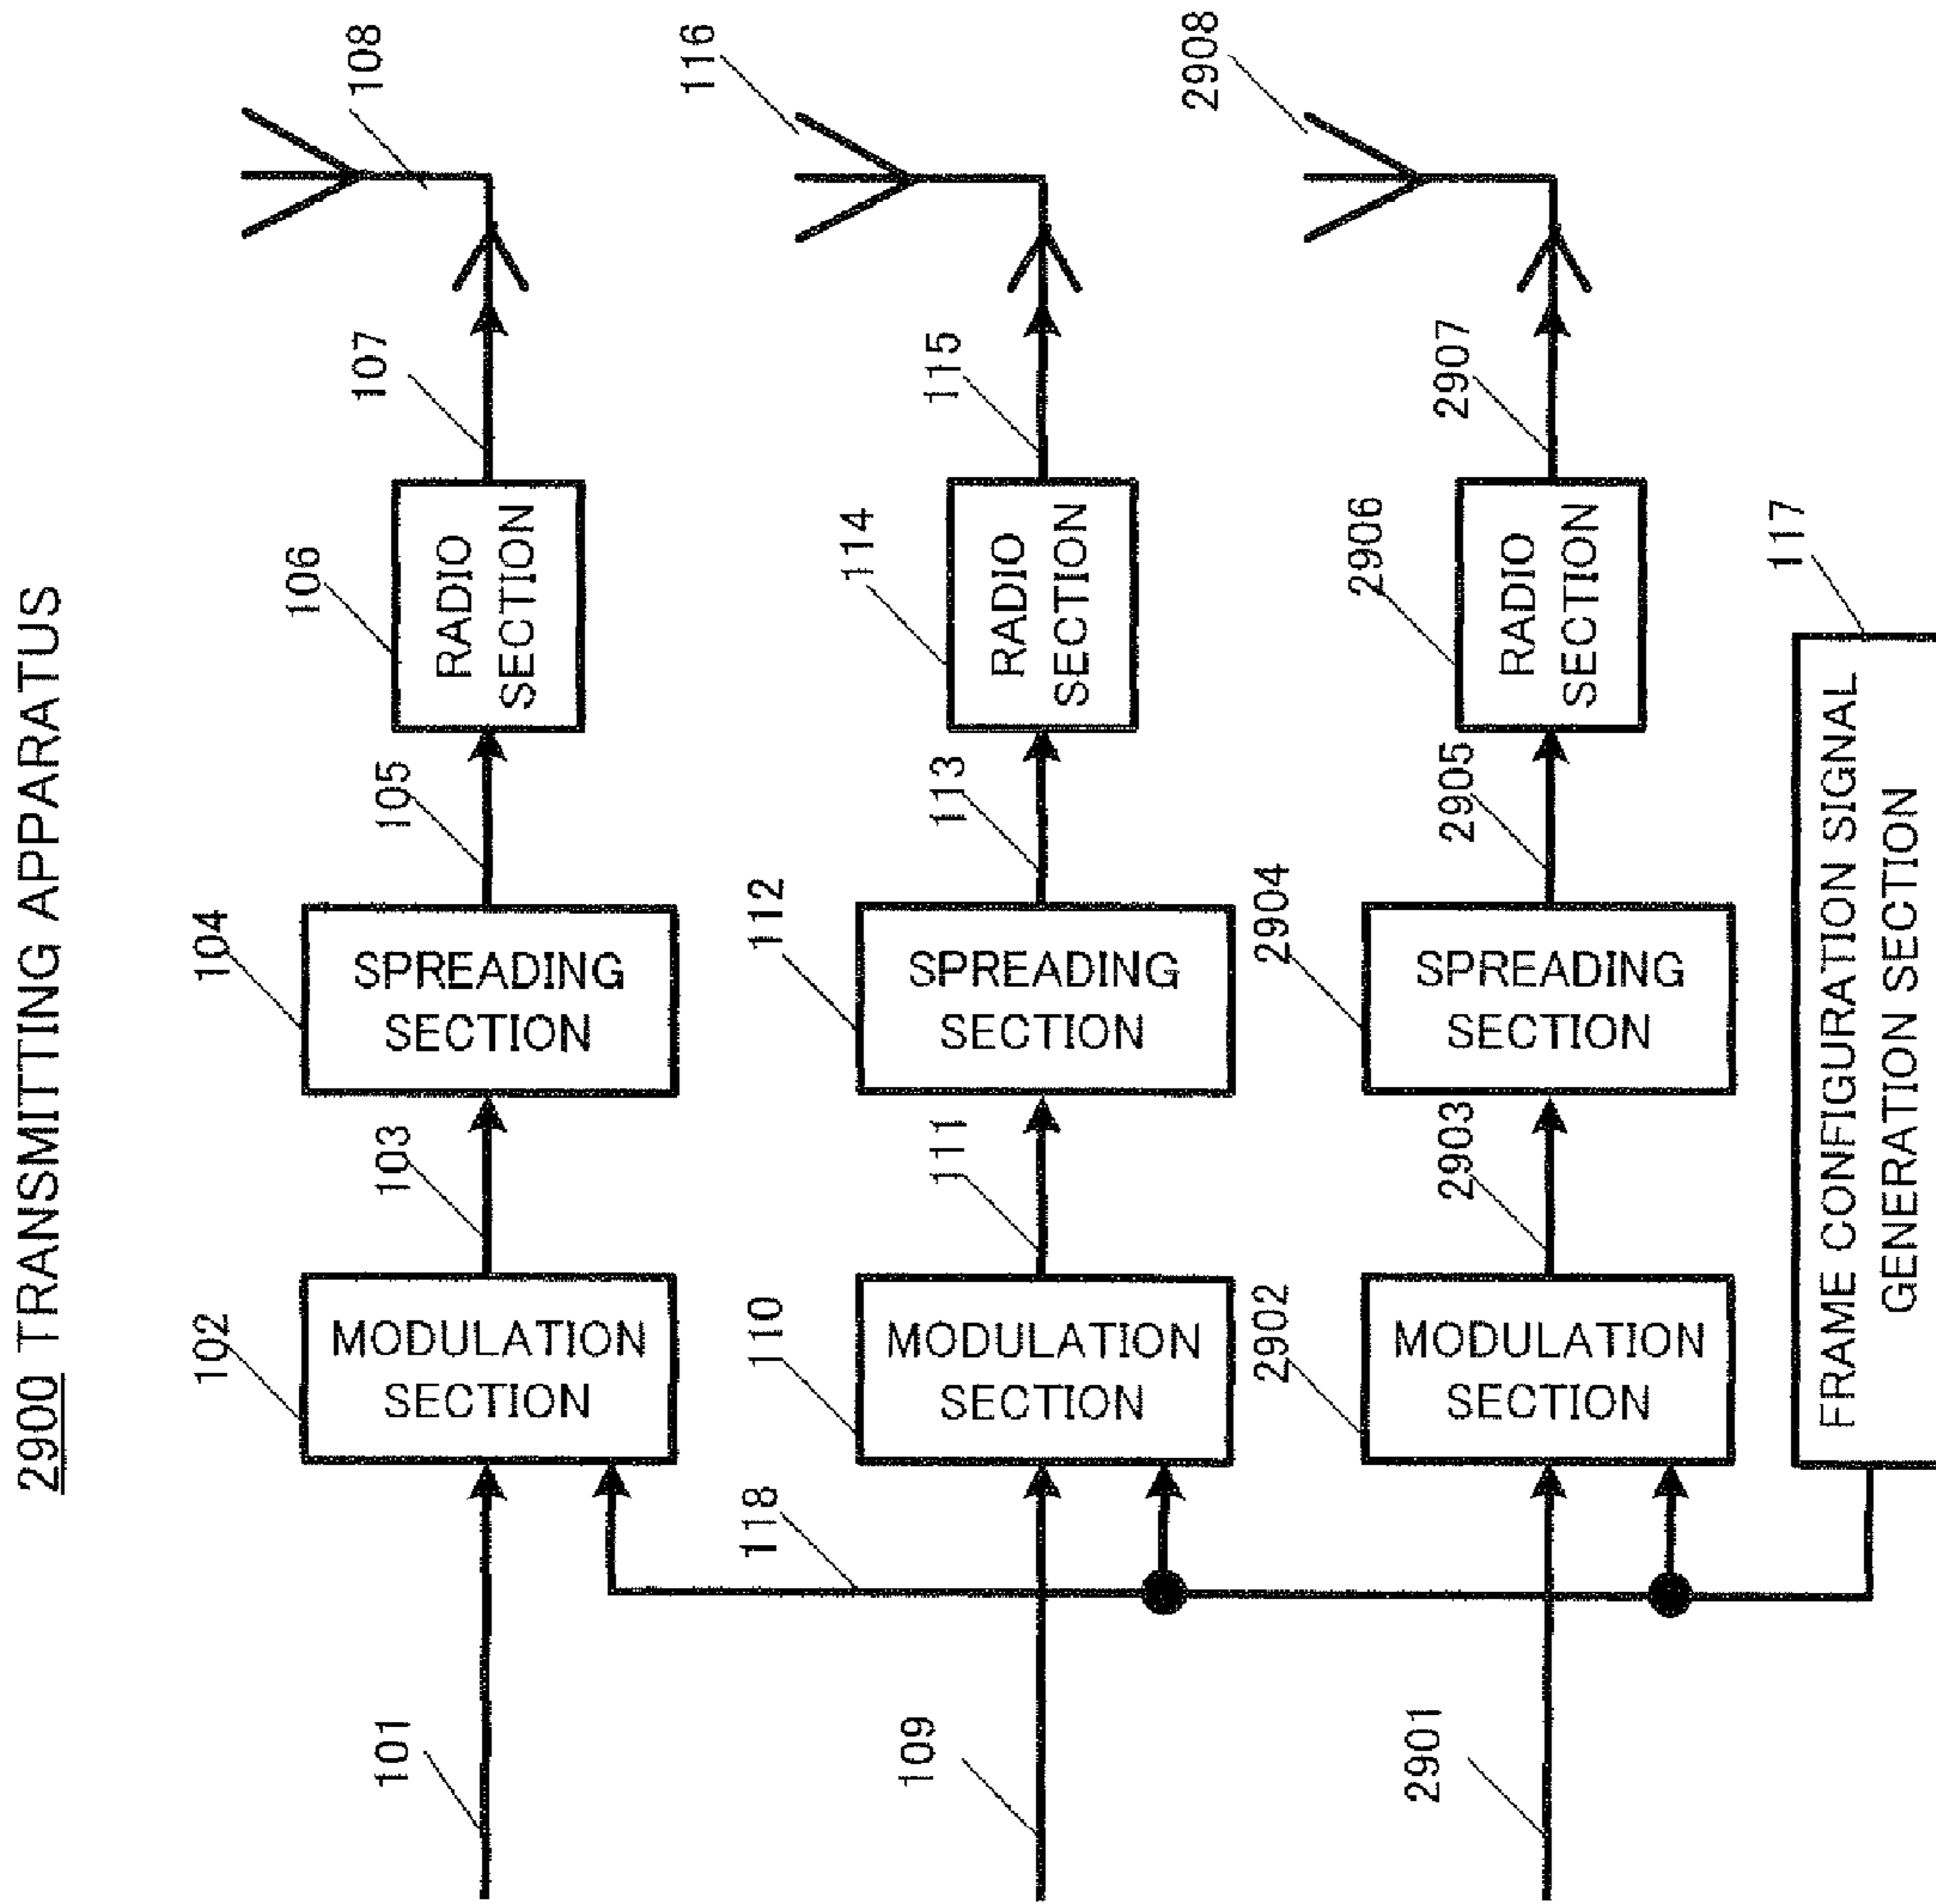 2900 TRANSMITTING APPARATUS
101
102
MODULATION
SECTION
103
104
SPREADING
SECTION
105
106
RADIO
SECTION
107
108
118
109
110
MODULATION
SECTION
111
112
SPREADING
SECTION
113
114
RADIO
SECTION
115
116
2901
2902
MODULATION
SECTION
2903
2904
SPREADING
SECTION
2905
2906
RADIO
SECTION
2907
2908
117
FRAME CONFIGURATION SIGNAL
GENERATION SECTION